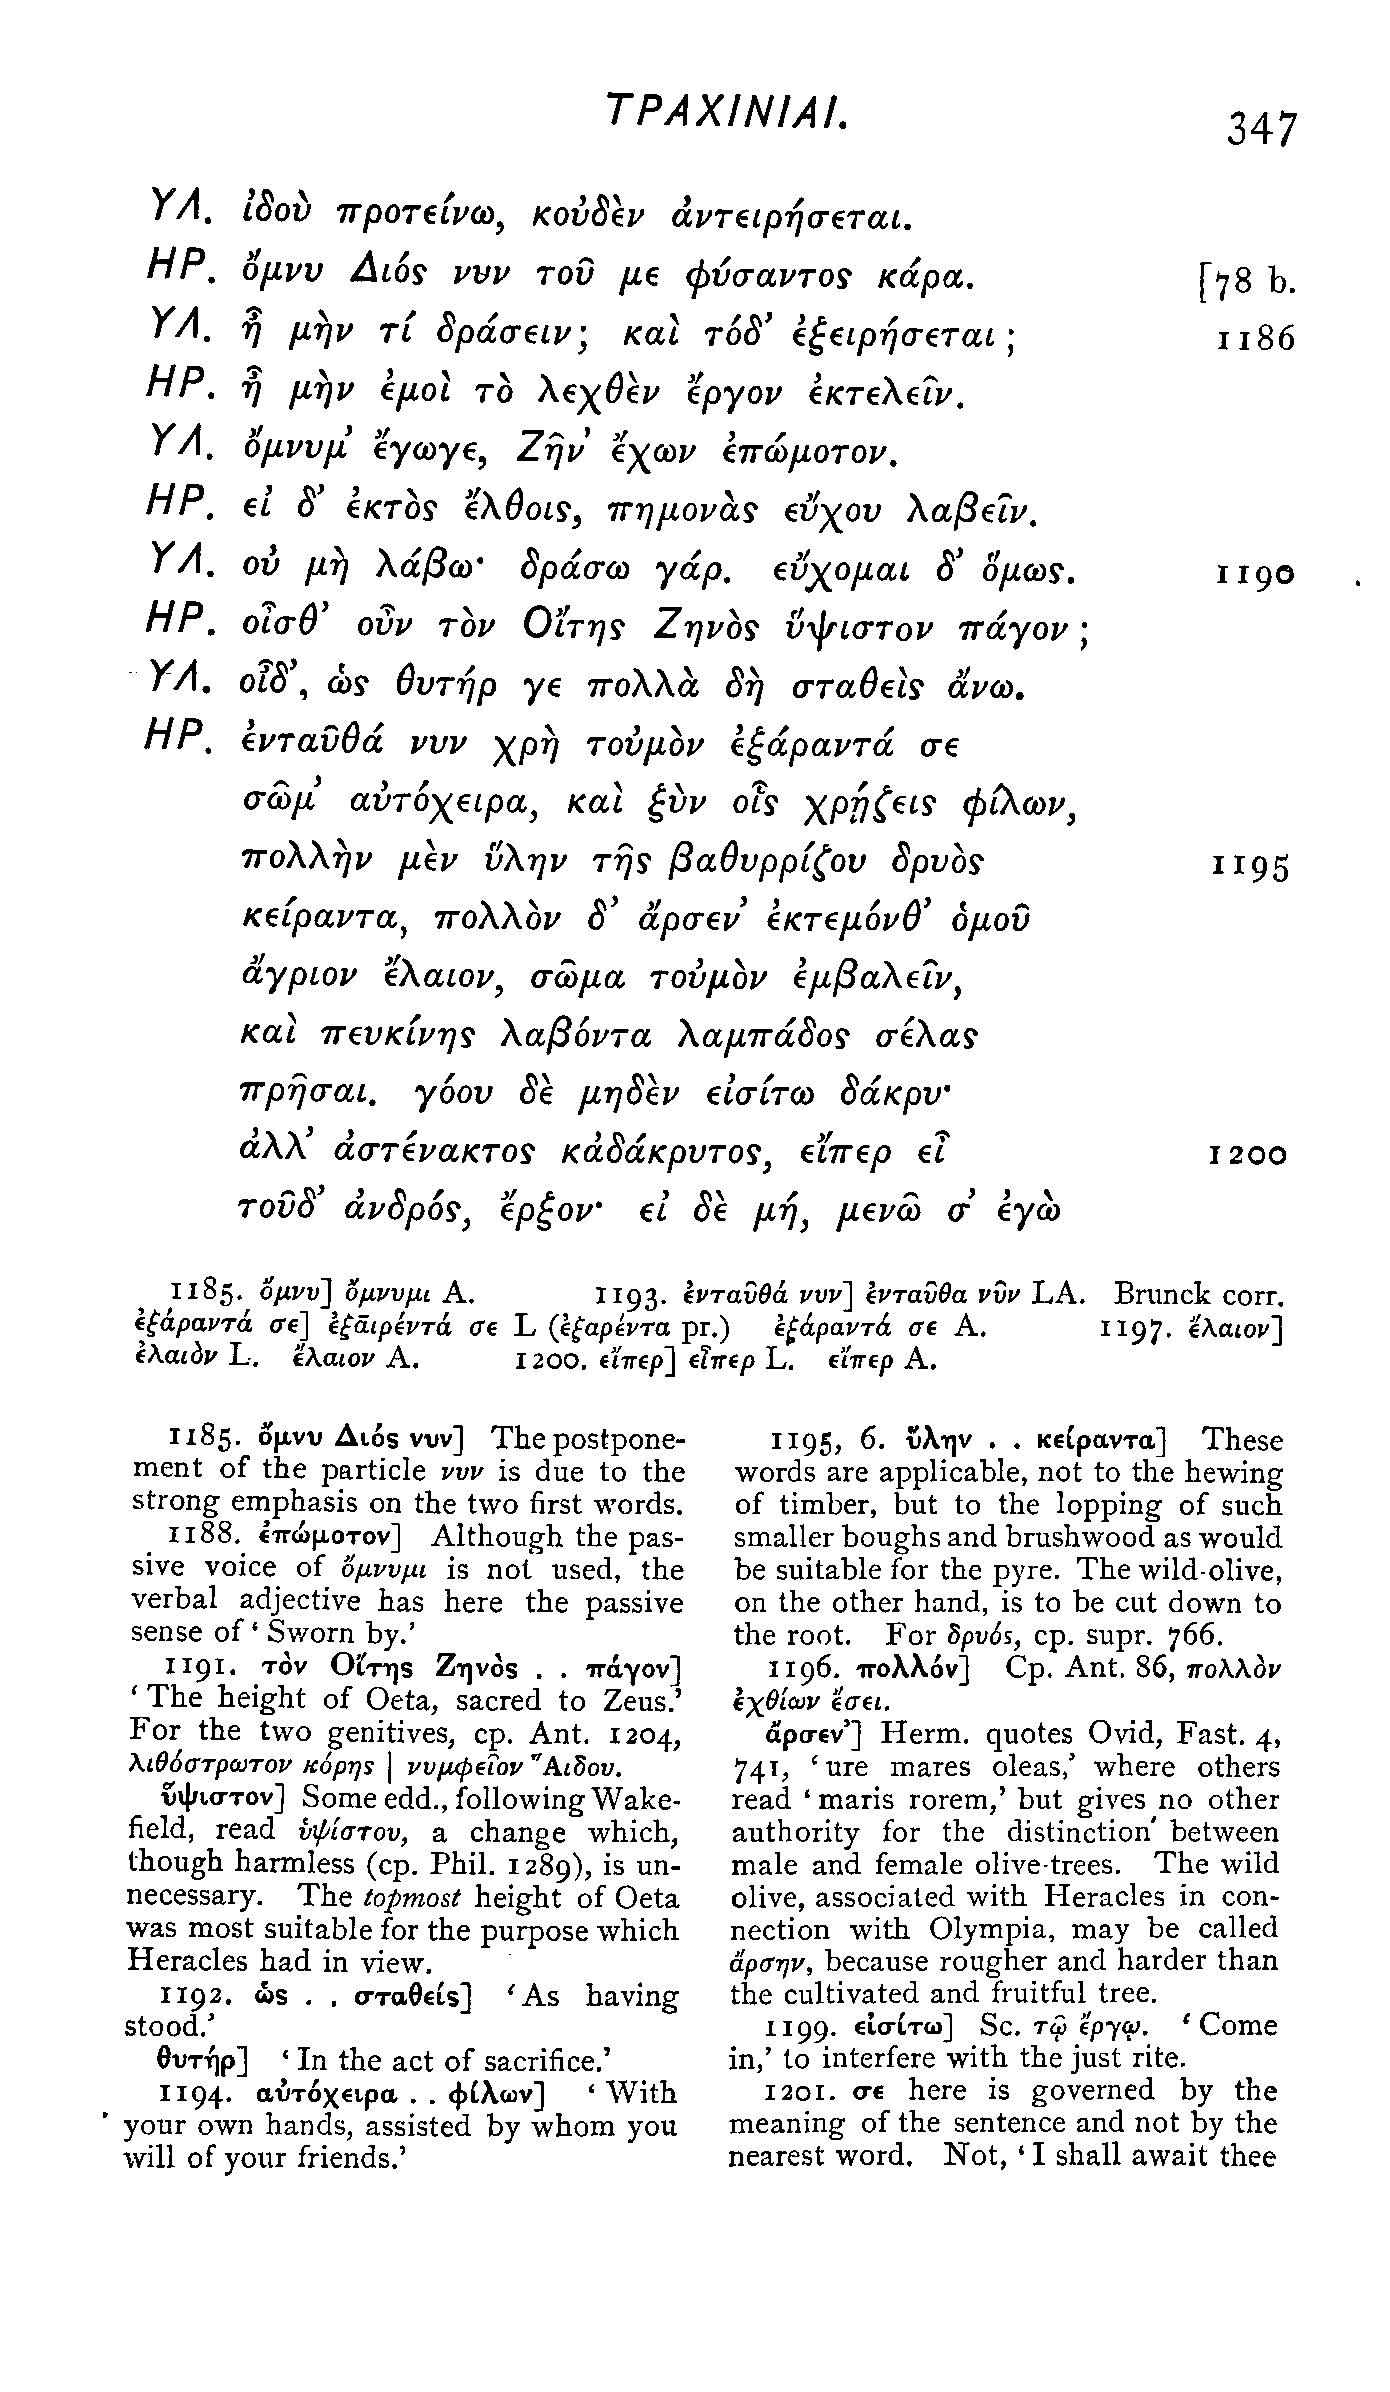 ΤΡΑΧΙΝΙΑΙ.
347
ΥΛ. ἰδοὺ προτείνω, κοὐδὲν ἀντειρήσεται.
ΗΡ. ὄμνυ Διός νυν τοῦ με φύσαντος κάρα. [78 b.
ΥΛ. ἦ μὴν τί δράσειν; καὶ τόδ’ ἐξειρήσεται; 1186
ΗΡ. ἦ μὴν ἐμοὶ τὸ λεχθὲν ἔργον ἐκτελεῖν.
ΥΛ. ὄμνυμ’ ἔγωγε, Ζῆν’ ἔχων ἐπώμοτον.
ΗΡ. εἰ δ’ ἐκτὸς ἔλθοις, πημονὰς εὔχου λαβεῖν.
ΥΛ. οὐ μὴ λάβω· δράσω γάρ. εὔχομαι δ’ ὅμως. 1190
ΗΡ. οἶσθ’ οὖν τὸν Οἴτης Ζηνὸς ὕψιστον πάγον;
ΥΛ. οἶδ’, ὡς θυτήρ γε πολλὰ δὴ σταθεὶς ἄνω.
ΗΡ. ἐνταῦθά νυν χρὴ τοὐμὸν ἐξάραντά σε
σῶμ’ αὐτόχειρα, καὶ ξὺν οἷς χρῄζεις φίλων,
πολλὴν μὲν ὕλην τῆς βαθυρρίζου δρυὸς 1195
κείραντα, πολλὸν δ’ ἄρσεν’ ἐκτεμόνθ’ ὁμοῦ
ἄγριον ἔλαιον, σῶμα τοὐμὸν ἐμβαλεῖν,
καὶ πευκίνης λαβόντα λαμπάδος σέλας
πρῆσαι. γόου δὲ μηδὲν εἰσίτω δάκρυ·
ἀλλ’ ἀστένακτος κἀδάκρυτος, εἴπερ εἶ 1200
τοῦδ’ ἀνδρός, ἔρξον· εἰ δὲ μή, μενῶ σ’ ἐγὼ
1185. ὄμνυ] ὄμνυμι A. 1193. ἐνταῦθά νυν] ἐνταῦθα νῦν LA. Brunck corr.
ἐξάραντά σε] ἐξᾱιρέντά σε L (ἐξαρέντα pr.) ἐξάραντά σε A. 1197. ἔλαιον]
ἐλαιὸν L. ἔλαιον A. 1200. εἴπερ] εἶπερ L. εἴπερ A.
1185. ὄμνυ Διός νυν] The postpone-
ment of the particle νυν is due to the
strong emphasis on the two first words.
1188. ἐπώμοτον] Although the pas-
sive voice of ὄμνυμι is not used, the
verbal adjective has here the passive
sense of ‘Sworn by.’
1191. τὸν Οἴτης Ζηνὸς . . πάγον]
‘The height of Oeta, sacred to Zeus.’
For the two genitives, cp. Ant. 1204,
λιθόστρωτον κόρης | νυμφεῖον Ἅιδου.
ὕψιστον] Some edd., following Wake-
field, read ὑψίστου, a change which,
though harmless (cp. Phil. 1289), is un-
necessary. The topmost height of Oeta
was most suitable for the purpose which
Heracles had in view.
1192. ὡς . . σταθείς] ‘As having
stood.’
θυτήρ] ‘In the act of sacrifice.’
1194. αὐτόχειρα . . φίλων] ‘With
your own hands, assisted by whom you
will of your friends.’
1195, 6. ὕλην . . κείραντα] These
words are applicable, not to the hewing
of timber, but to the lopping of such
smaller boughs and brushwood as would
be suitable for the pyre. The wild-olive,
on the other hand, is to be cut down to
the root. For δρυός, cp. supr. 766.
1196. πολλόν] Cp. Ant. 86, πολλὸν
ἐχθίων ἔσει.
ἄρσεν’] Herm. quotes Ovid, Fast. 4,
741, ‘ure mares oleas,’ where others
read ‘maris rorem,’ but gives no other
authority for the distinction between
male and female olive-trees. The wild
olive, associated with Heracles in con-
nection with Olympia, may be called
ἄρσην, because rougher and harder than
the cultivated and fruitful tree.
1199. εἰσίτω] Sc. τῷ ἔργῳ. ‘Come
in,’ to interfere with the just rite.
1201. σε here is governed by the
meaning of the sentence and not by the
nearest word. Not, ‘I shall await thee